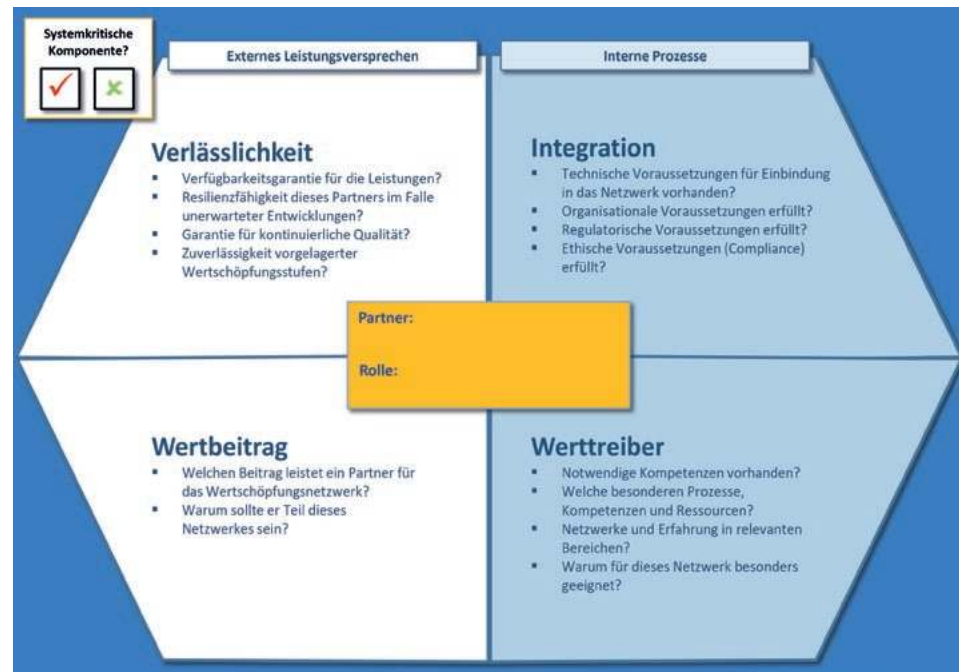 Systemkritische
Komponente?
Externes Leistungsversprechen
Interne Prozesse
Verlässlichkeit
▪ Verfügbarkeitsgarantie für die Leistungen?
▪ Resilienzfähigkeit dieses Partners im Falle
unerwarteter Entwicklungen?
▪ Garantie für kontinuierliche Qualität?
▪ Zuverlässigkeit vorgelagerter
Wertschöpfungsstufen?
Integration
▪ Technische Voraussetzungen für Einbindung
in das Netzwerk vorhanden?
▪ Organisationale Voraussetzungen erfüllt?
▪ Regulatorische Voraussetzungen erfüllt?
▪ Ethische Voraussetzungen (Compliance)
erfüllt?
Partner:
Rolle:
Wertbeitrag
▪ Welchen Beitrag leistet ein Partner für
das Wertschöpfungsnetzwerk?
▪ Warum sollte er Teil dieses
Netzwerkes sein?
Werttreiber
▪ Notwendige Kompetenzen vorhanden?
▪ Welche besonderen Prozesse,
Kompetenzen und Ressourcen?
▪ Netzwerke und Erfahrung in relevanten
Bereichen?
▪ Warum für dieses Netzwerk besonders
geeignet?